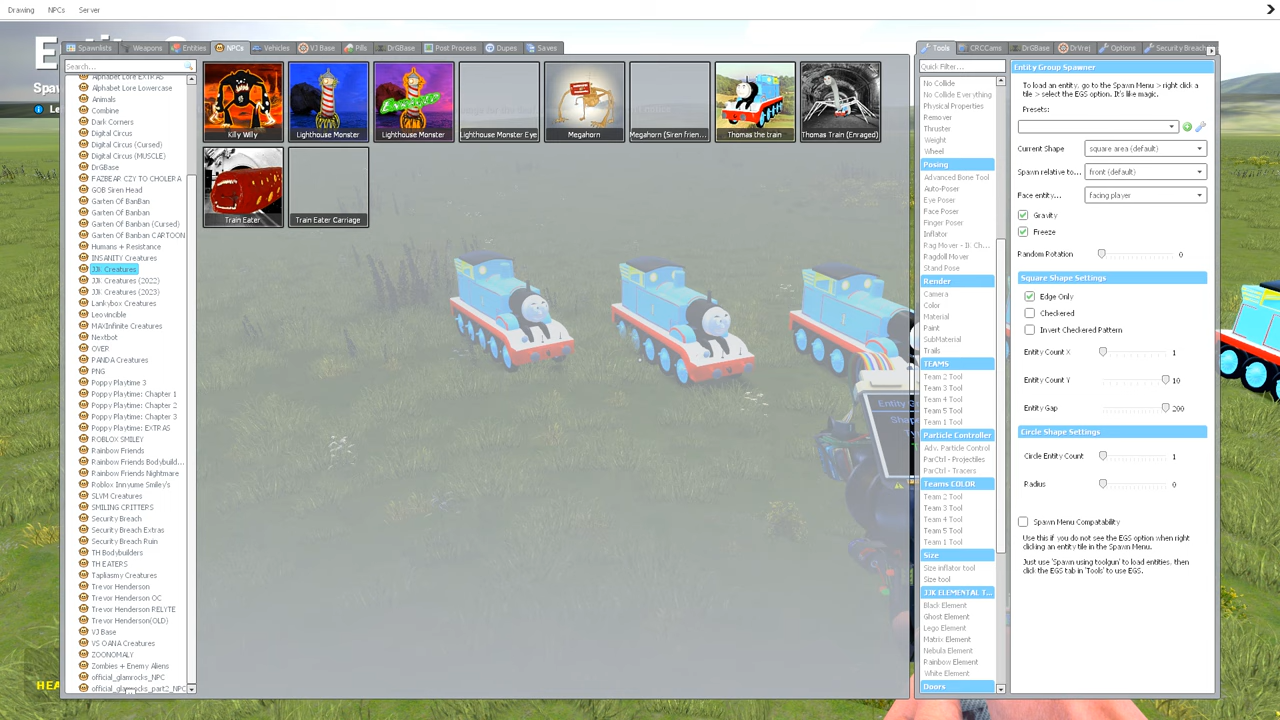 Drawing NPCs Server
Spawnlists Weapons Entities NPCs Vehicles VJ Base Pills DrGBase Post Process Dupes Saves
Search...
Alphabet Lore EXTRAS
Alphabet Lore Lowercase
Animals
Combine
Dark Corners
Digital Circus
Digital Circus (Cursed)
Digital Circus (MUSCLE)
DrGBase
FAZBEAR CZY TO CHOLERA
GOB Siren Head
Garten Of BanBan
Garten Of Banban
Garten Of Banban (Cursed)
Garten Of Banban CARTOON
Humans + Resistance
INSANITY Creatures
JJK Creatures
JJK Creatures (2022)
JJK Creatures (2023)
Lankybox Creatures
Leovincible
MAXInfinite Creatures
Nextbot
OVER
PANDA Creatures
PNG
Poppy Playtime 3
Poppy Playtime: Chapter 1
Poppy Playtime: Chapter 2
Poppy Playtime: Chapter 3
Poppy Playtime: EXTRAS
ROBLOX SMILEY
Rainbow Friends
Rainbow Friends Bodybuild...
Rainbow Friends Nightmare
Roblox Innyume Smiley's
SLVM Creatures
SMILING CRITTERS
Security Breach
Security Breach Extras
Security Breach Ruin
TH Bodybuilders
TH EATERS
Tapliasmy Creatures
Trevor Henderson
Trevor Henderson OC
Trevor Henderson RELYTE
Trevor Henderson(OLD)
VJ Base
VS OANA Creatures
ZOONOMALY
Zombies + Enemy Aliens
official_glamrocks_NPC
official_glamrocks_part2_NPC
Killy Willy
Lighthouse Monster
Lighthouse Monster
Lighthouse Monster Eye
Megahorn
Megahorn (Siren frien...
Thomas the train
Thomas Train (Enraged)
Train Eater
Train Eater Carriage
Tools CRCCams DrGBase DrVrej Options Security Breach
Quick Filter...
No Collide
No Collide Everything
Physical Properties
Remover
Thruster
Weight
Wheel
Posing
Advanced Bone Tool
Auto-Poser
Eye Poser
Face Poser
Finger Poser
Inflator
Rag Mover - IK Ch...
Ragdoll Mover
Stand Pose
Render
Camera
Color
Material
Paint
SubMaterial
Trails
TEAMS
Team 2 Tool
Team 3 Tool
Team 4 Tool
Team 5 Tool
Team 1 Tool
Particle Controller
Adv. Particle Control
ParCtrl - Projectiles
ParCtrl - Tracers
Teams COLOR
Team 2 Tool
Team 3 Tool
Team 4 Tool
Team 5 Tool
Team 1 Tool
Size
Size inflator tool
Size tool
JJK ELEMENTAL T...
Black Element
Ghost Element
Lego Element
Matrix Element
Nebula Element
Rainbow Element
White Element
Doors
Entity Group Spawner
To load an entity, go to the Spawn Menu > right click a
tile > select the EGS option. It's like magic.
Presets:
Current Shape square area (default)
Spawn relative to... front (default)
Face entity... facing player
Gravity
Freeze
Random Rotation 0
Square Shape Settings
Edge Only
Checkered
Invert Checkered Pattern
Entity Count X 1
Entity Count Y 10
Entity Gap 200
Circle Shape Settings
Circle Entity Count 1
Radius 0
Spawn Menu Compatability
Use this if you do not see the EGS option when right
clicking an entity tile in the Spawn Menu.
Just use 'Spawn using toolgun' to load entities, then
click the EGS tab in 'Tools' to use EGS.